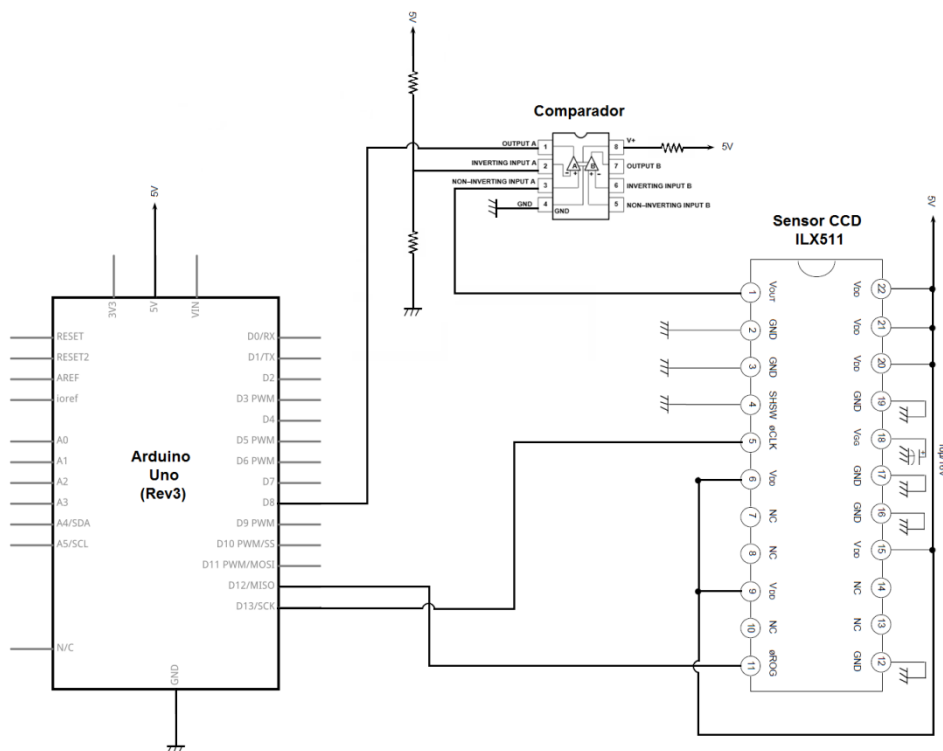 5V
Comparador
OUTPUT A
1
INVERTING INPUT A
2
NON–INVERTING INPUT A
3
GND
4
GND
A
B
8
V+
5V
7
OUTPUT B
6
INVERTING INPUT B
5
NON–INVERTING INPUT B
Sensor CCD
ILX511
5V
1
VOUT
2
GND
3
GND
4
SHSW
5
øCLK
6
VDD
7
NC
8
NC
9
VDD
10
NC
11
øROG
VDD
22
VDD
21
VDD
20
GND
19
VGG
18
GND
17
GND
16
VDD
15
NC
14
NC
13
GND
12
5V
3V3
5V
VIN
RESET
RESET2
AREF
ioref
A0
A1
A2
A3
A4/SDA
A5/SCL
N/C
Arduino
Uno
(Rev3)
D0/RX
D1/TX
D2
D3 PWM
D4
D5 PWM
D6 PWM
D7
D8
D9 PWM
D10 PWM/SS
D11 PWM/MOSI
D12/MISO
D13/SCK
GND